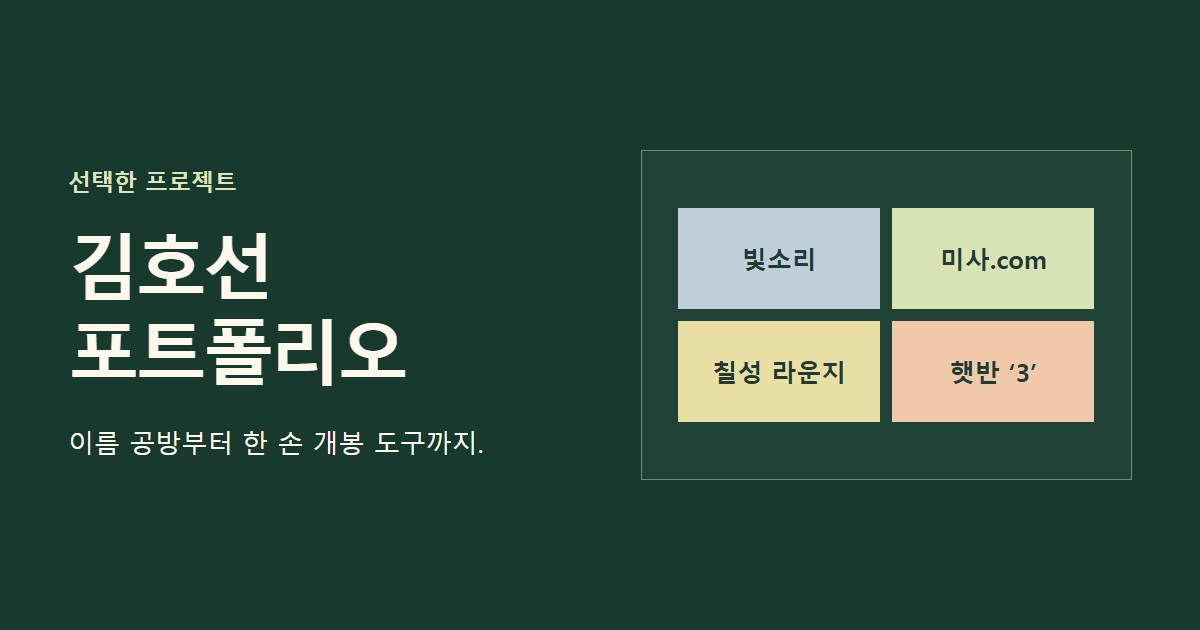 선택한 프로젝트
김호선
포트폴리오
이름 공방부터 한 손 개봉 도구까지.
빛소리
미사.com
칠성 라운지
햇반 ‘3’